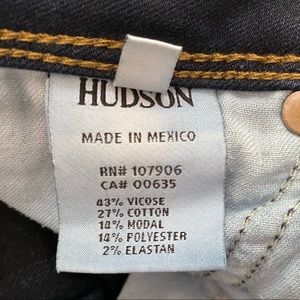 HUDSON
MADE IN MEXICO
RN# 107906
CA# 00635
43% VICOSE
27% COTTON
14% MODAL
14% POLYESTER
2% ELASTAN